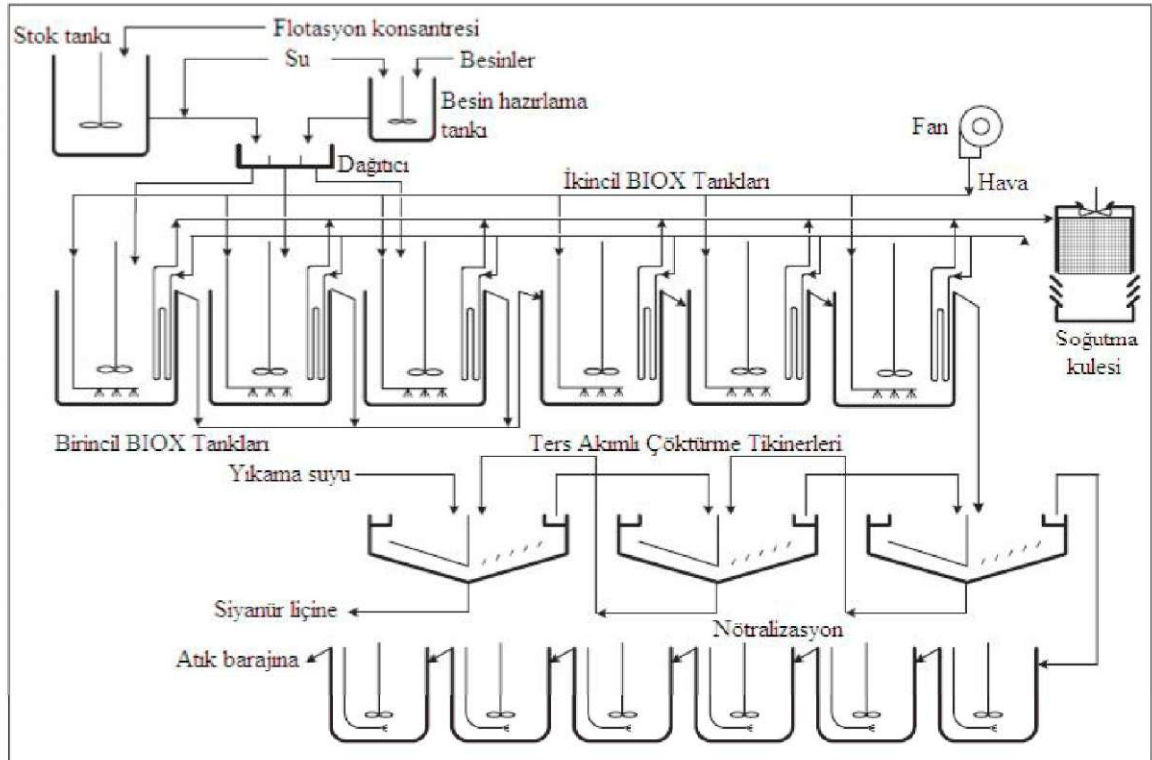 Stok tankı
Flotasyon konsantresi
Su
Besinler
Besin hazırlama
tankı
Fan
Dağıtıcı
İkincil BIOX Tankları
Hava
Soğutma
kulesi
Birincil BIOX Tankları
Ters Akımlı Çöktürme Tikinerleri
Yıkama suyu
Siyanür liçine
Nötralizasyon
Atık barajına